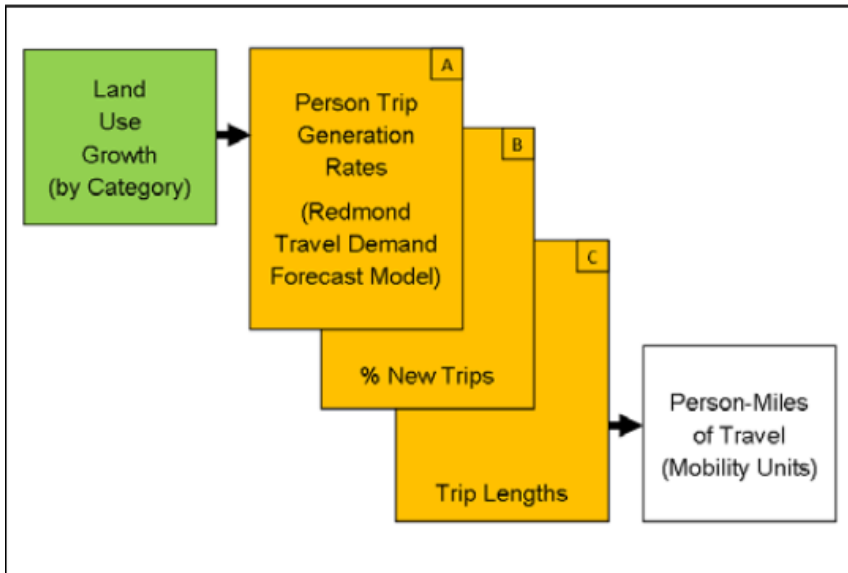 Land
Use
Growth
(by Category)
A
Person Trip
Generation
Rates
(Redmond
Travel Demand
Forecast Model)
B
% New Trips
C
Trip Lengths
Person-Miles
of Travel
(Mobility Units)